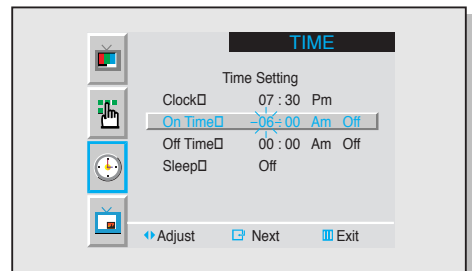 TIME
Time Setting
Clock□ 07 : 30 Pm
On Time□ 06 : 00 Am Off
Off Time□ 00 : 00 Am Off
Sleep□ Off
Adjust Next Exit